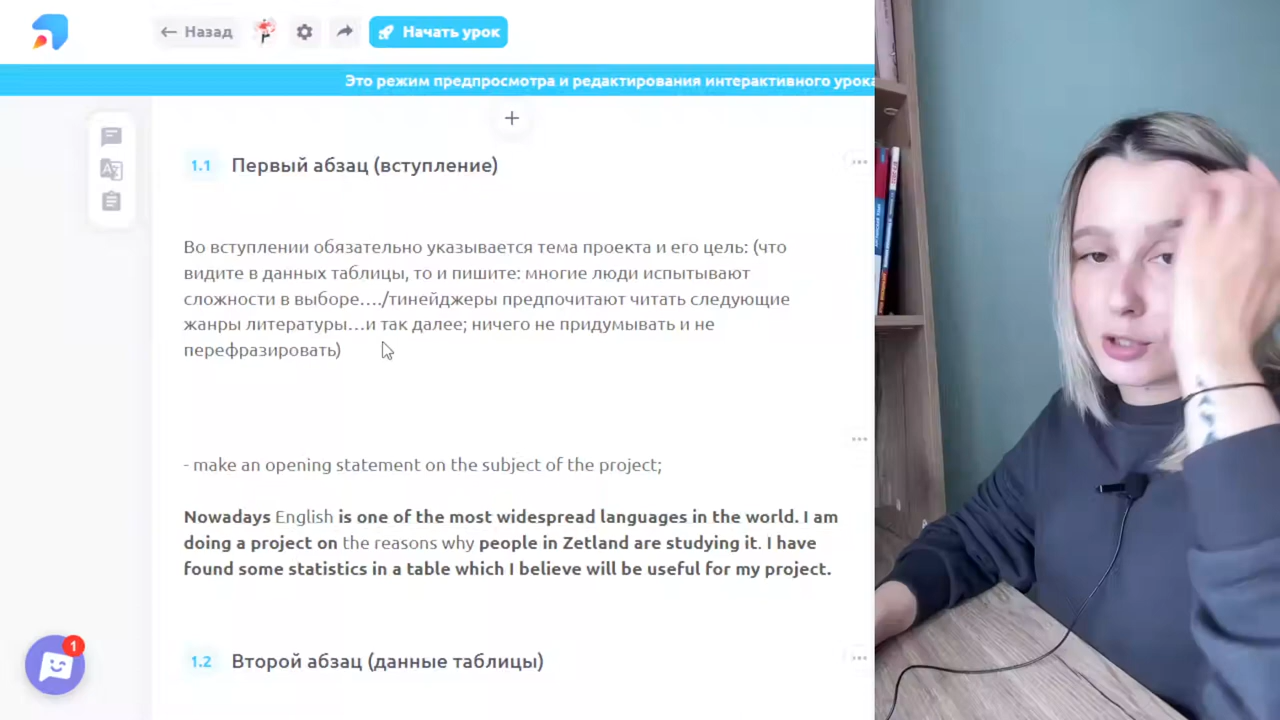 Назад
Начать урок
Это режим предпросмотра и редактирования интерактивного урока
1.1 Первый абзац (вступление)
Во вступлении обязательно указывается тема проекта и его цель: (что
видите в данных таблицы, то и пишите: многие люди испытывают
сложности в выборе…./тинейджеры предпочитают читать следующие
жанры литературы…и так далее; ничего не придумывать и не
перефразировать)
- make an opening statement on the subject of the project;
Nowadays English is one of the most widespread languages in the world. I am
doing a project on the reasons why people in Zetland are studying it. I have
found some statistics in a table which I believe will be useful for my project.
1.2 Второй абзац (данные таблицы)
1